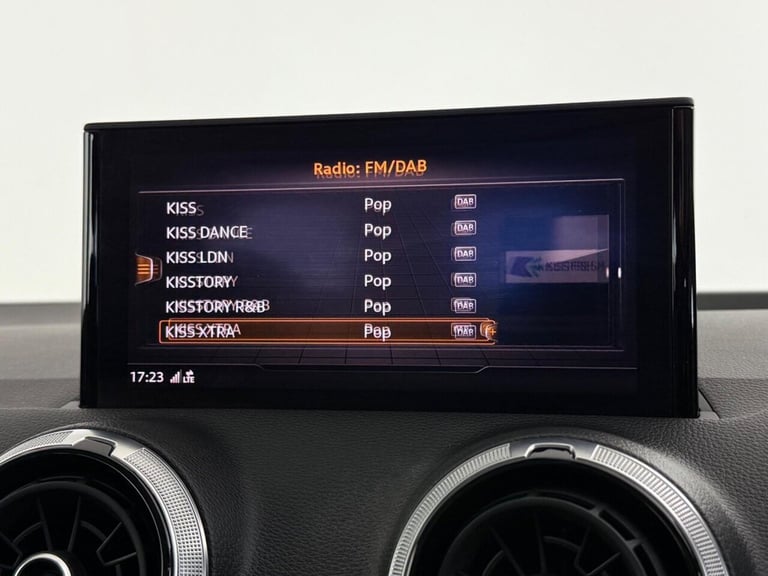 Radio: FM/DAB
KISS Pop DAB
KISS DANCE Pop DAB
KISS LDN Pop DAB
KISSTORY Pop DAB
KISSTORY R&B Pop DAB
KISS XTRA Pop DAB
17:23 LTE